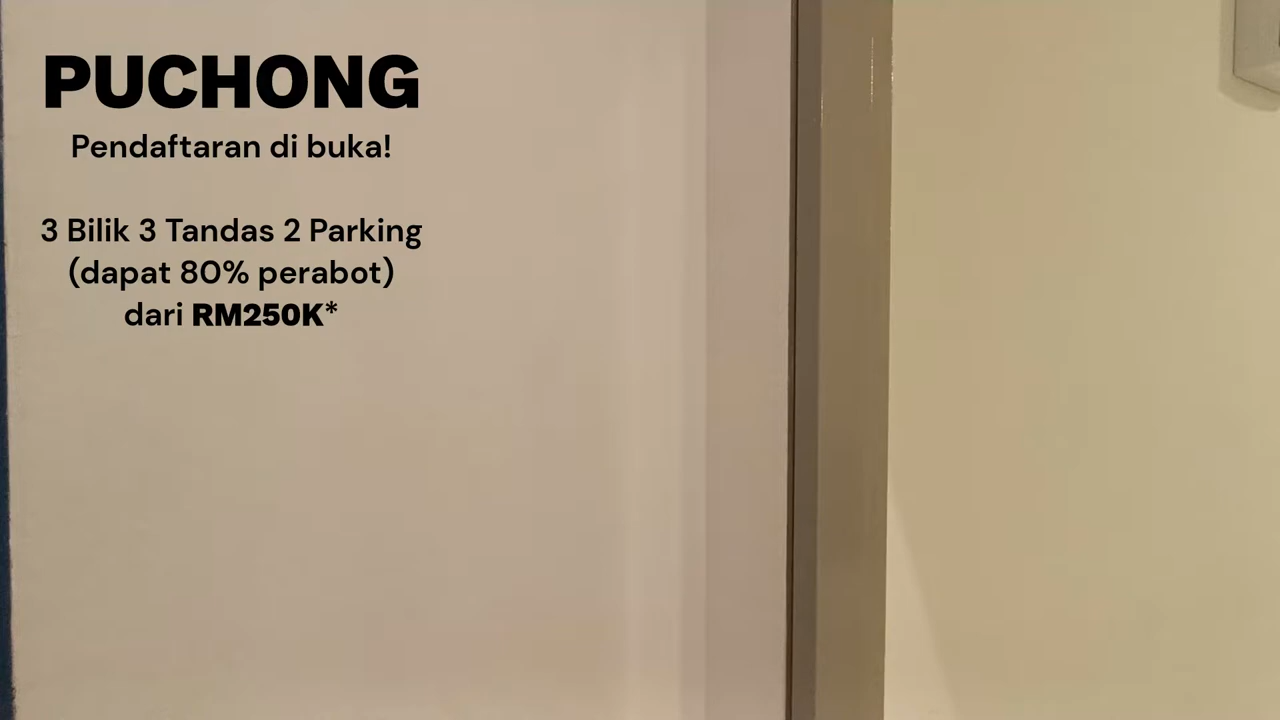 PUCHONG
Pendaftaran di buka!
3 Bilik 3 Tandas 2 Parking
(dapat 80% perabot)
dari RM250K*